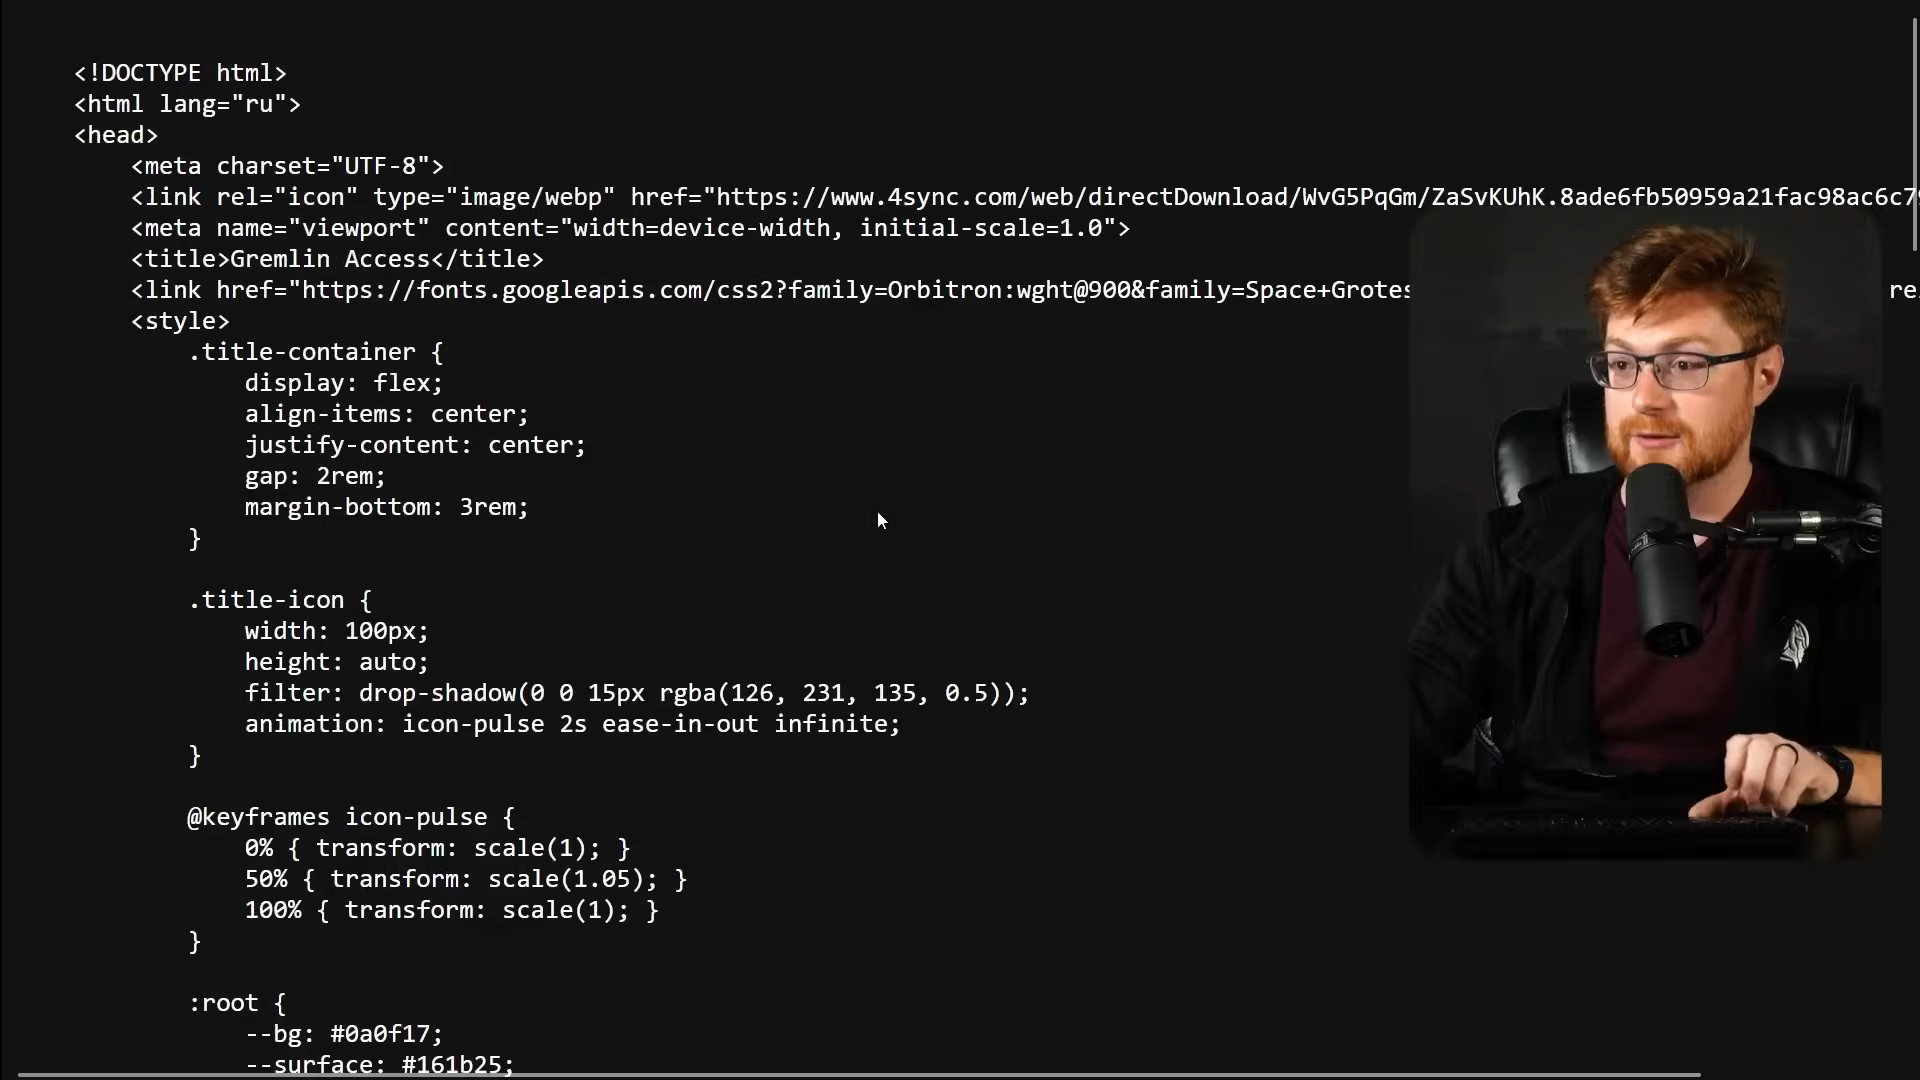 <!DOCTYPE html>
<html lang="ru">
<head>
<meta charset="UTF-8">
<link rel="icon" type="image/webp" href="https://www.4sync.com/web/directDownload/WvG5PqGm/ZaSvKUhK.8ade6fb50959a21fac98ac6c79
<meta name="viewport" content="width=device-width, initial-scale=1.0">
<title>Gremlin Access</title>
<link href="https://fonts.googleapis.com/css2?family=Orbitron:wght@900&family=Space+Grotes re
<style>
.title-container {
display: flex;
align-items: center;
justify-content: center;
gap: 2rem;
margin-bottom: 3rem;
}
.title-icon {
width: 100px;
height: auto;
filter: drop-shadow(0 0 15px rgba(126, 231, 135, 0.5));
animation: icon-pulse 2s ease-in-out infinite;
}
@keyframes icon-pulse {
0% { transform: scale(1); }
50% { transform: scale(1.05); }
100% { transform: scale(1); }
}
:root {
--bg: #0a0f17;
--surface: #161b25;